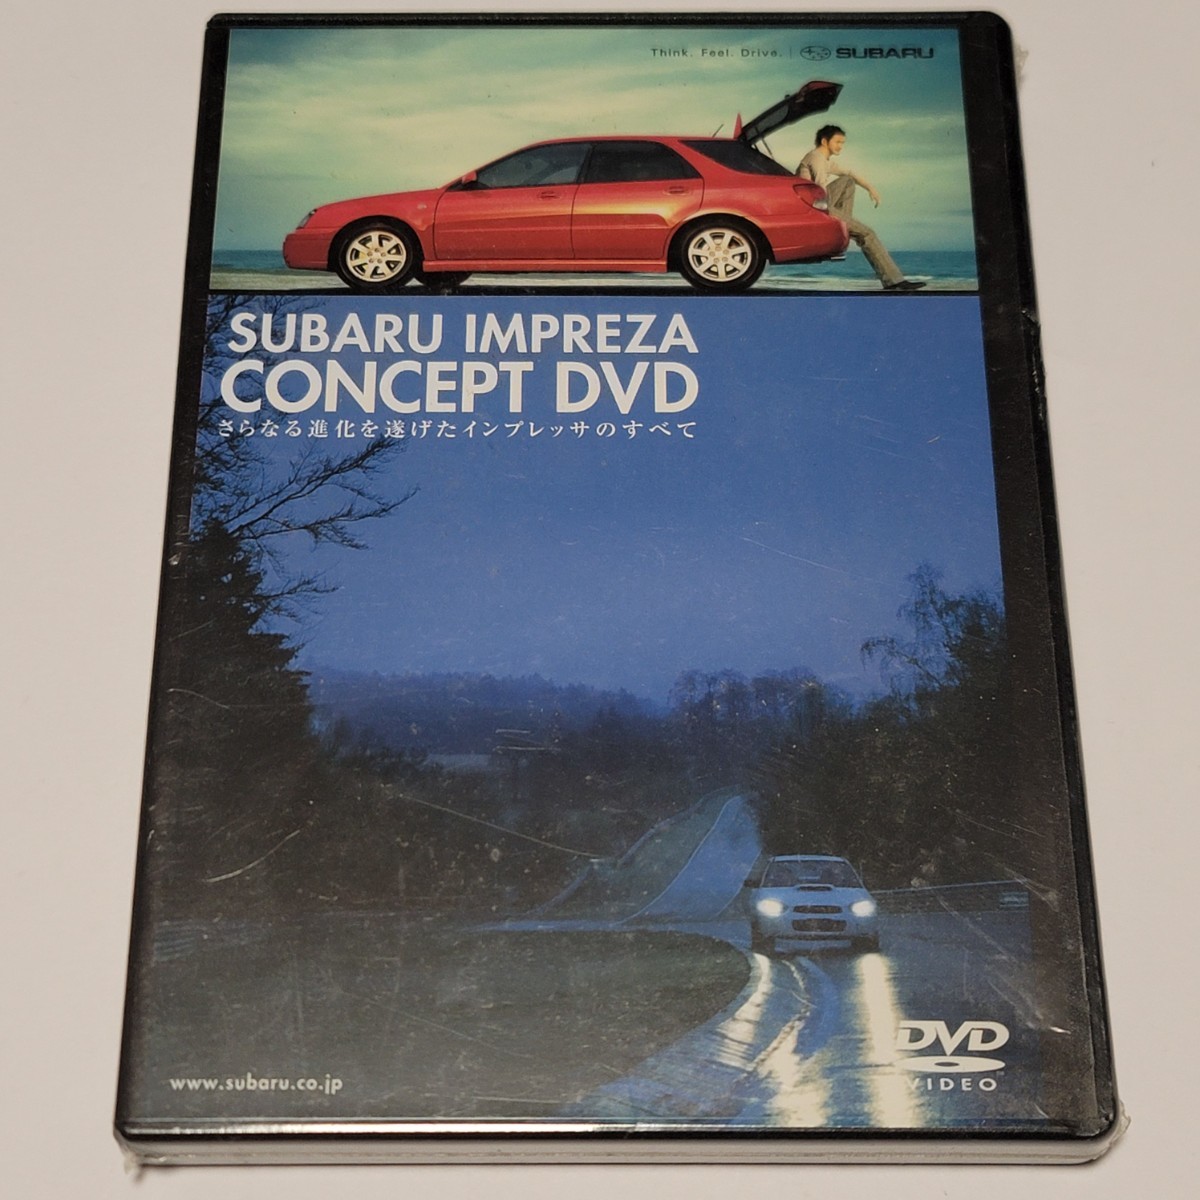 Think. Feel. Drive. | SUBARU
SUBARU IMPREZA
CONCEPT DVD
さらなる進化を遂げたインプレッサのすべて
www.subaru.co.jp
DVD
VIDEO